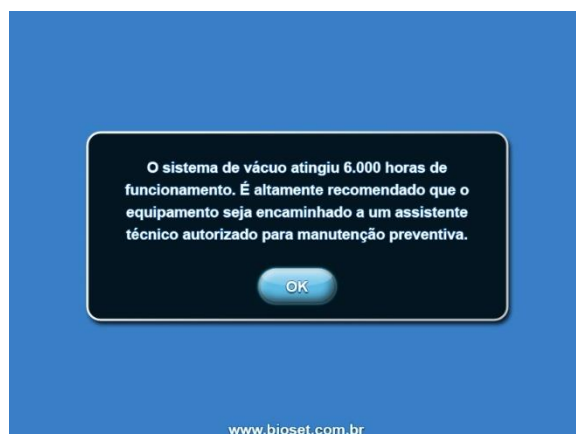 O sistema de vácuo atingiu 6.000 horas de
funcionamento. É altamente recomendado que o
equipamento seja encaminhado a um assistente
técnico autorizado para manutenção preventiva.
OK
www.bioset.com.br